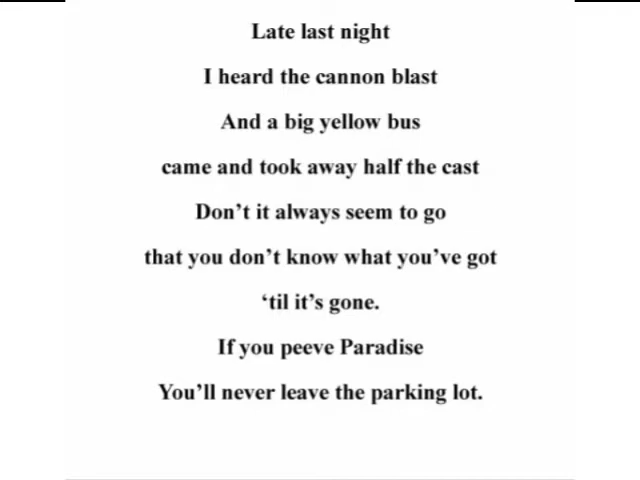 Late last night
I heard the cannon blast
And a big yellow bus
came and took away half the cast
Don’t it always seem to go
that you don’t know what you’ve got
‘til it’s gone.
If you peeve Paradise
You’ll never leave the parking lot.